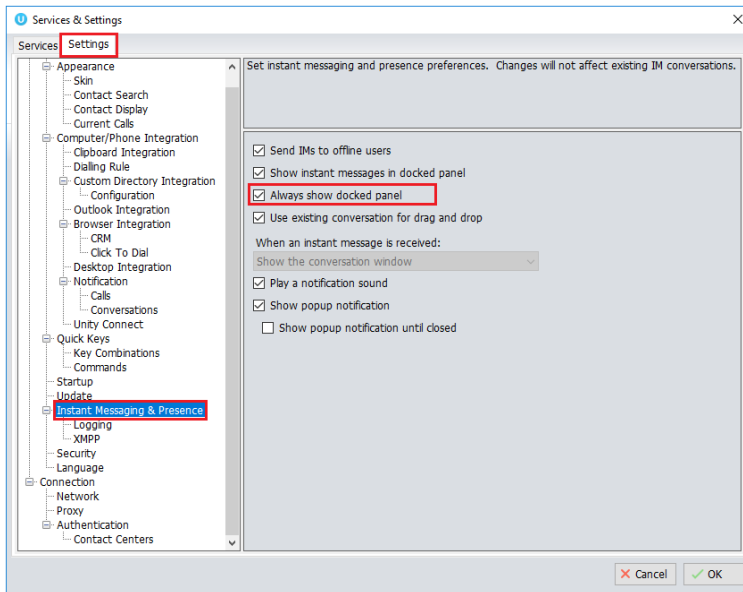 Services & Settings
Services
Settings
Appearance
Skin
Contact Search
Contact Display
Current Calls
Computer/Phone Integration
Clipboard Integration
Dialling Rule
Custom Directory Integration
Configuration
Outlook Integration
Browser Integration
CRM
Click To Dial
Desktop Integration
Notification
Calls
Conversations
Unity Connect
Quick Keys
Key Combinations
Commands
Startup
Update
Instant Messaging & Presence
Logging
XMPP
Security
Language
Connection
Network
Proxy
Authentication
Contact Centers
Set instant messaging and presence preferences. Changes will not affect existing IM conversations.
Send IMs to offline users
Show instant messages in docked panel
Always show docked panel
Use existing conversation for drag and drop
When an instant message is received:
Show the conversation window
Play a notification sound
Show popup notification
Show popup notification until closed
Cancel
OK